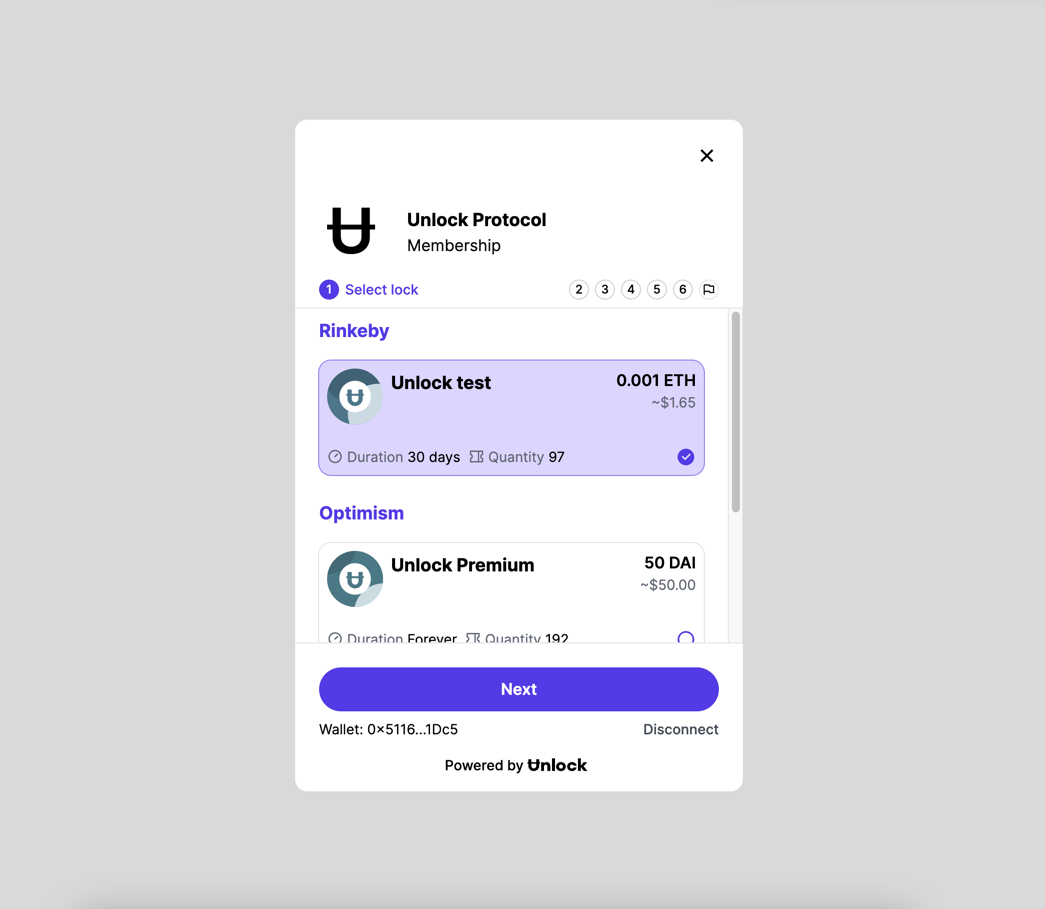 Unlock Protocol
Membership
1 Select lock 2 3 4 5 6
Rinkeby
Unlock test 0.001 ETH
~$1.65
Duration 30 days Quantity 97
Optimism
Unlock Premium 50 DAI
~$50.00
Duration Forever Quantity 192
Next
Wallet: 0x5116...1Dc5 Disconnect
Powered by Unlock